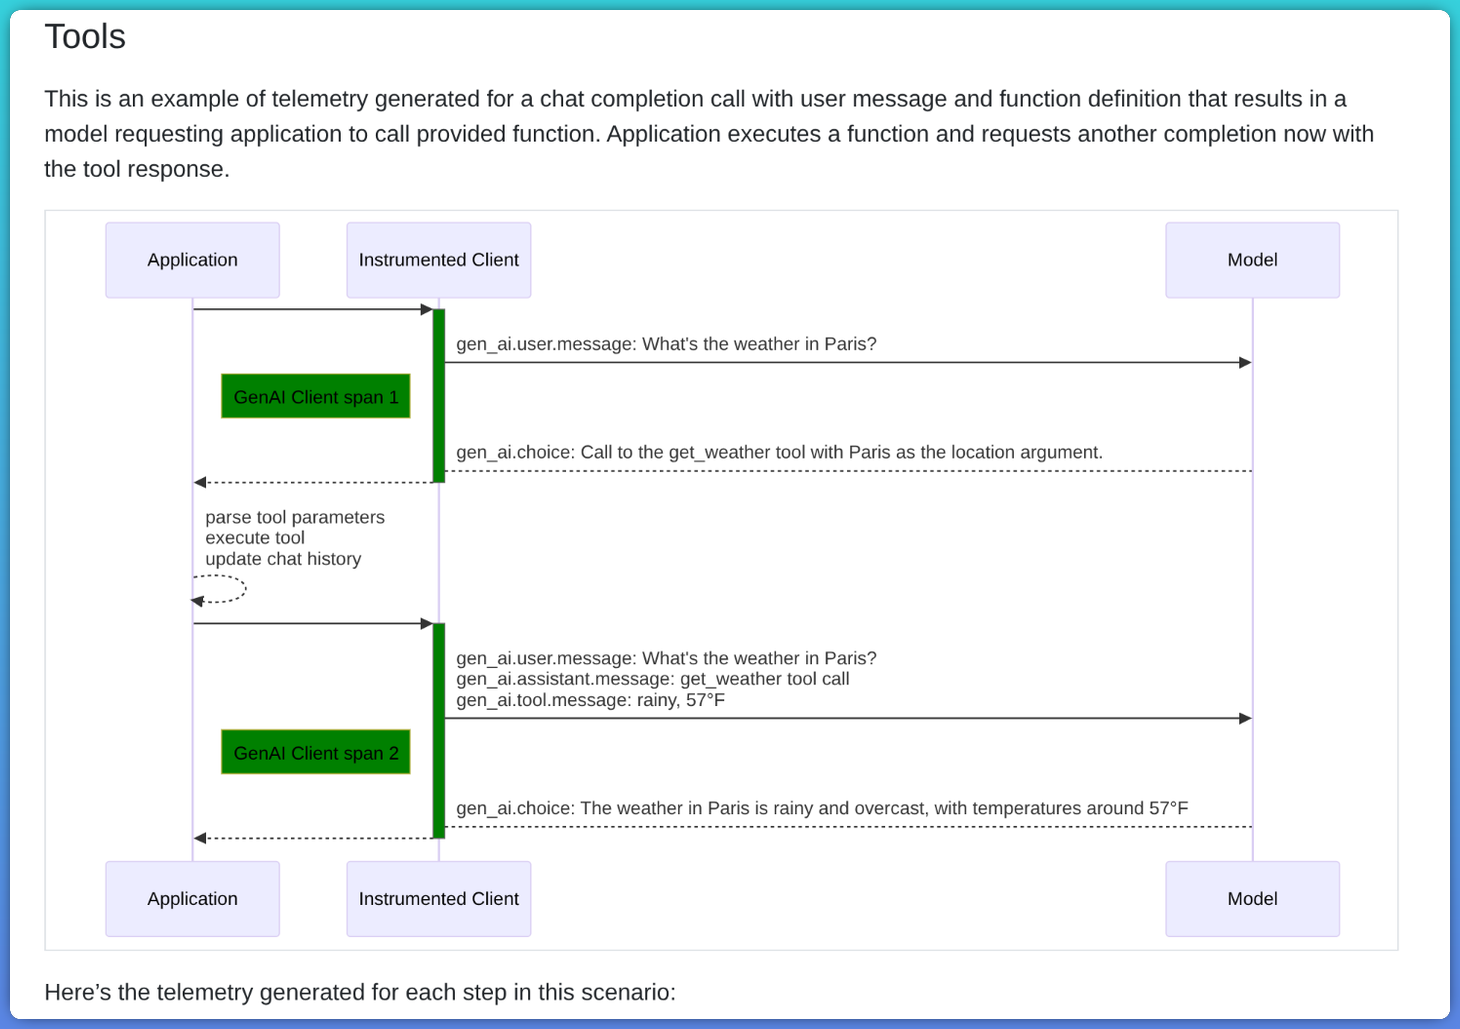 Tools
This is an example of telemetry generated for a chat completion call with user message and function definition that results in a
model requesting application to call provided function. Application executes a function and requests another completion now with
the tool response.
Application
Instrumented Client
Model
gen_ai.user.message: What's the weather in Paris?
GenAI Client span 1
gen_ai.choice: Call to the get_weather tool with Paris as the location argument.
parse tool parameters
execute tool
update chat history
gen_ai.user.message: What's the weather in Paris?
gen_ai.assistant.message: get_weather tool call
gen_ai.tool.message: rainy, 57°F
GenAI Client span 2
gen_ai.choice: The weather in Paris is rainy and overcast, with temperatures around 57°F
Application
Instrumented Client
Model
Here’s the telemetry generated for each step in this scenario: